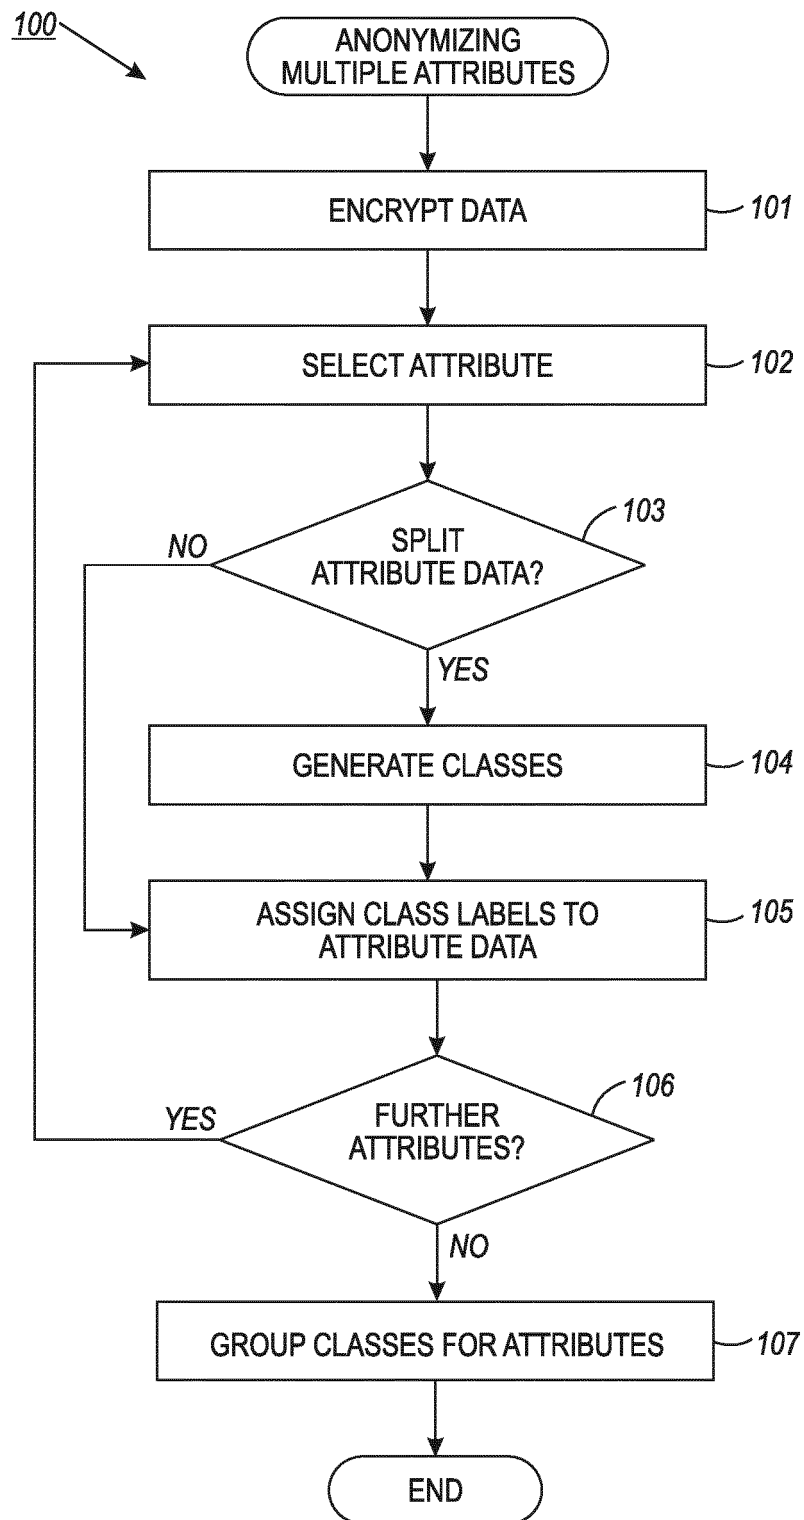 100
ANONYMIZING
MULTIPLE ATTRIBUTES
ENCRYPT DATA
101
SELECT ATTRIBUTE
102
103
NO
SPLIT
ATTRIBUTE DATA?
YES
GENERATE CLASSES
104
ASSIGN CLASS LABELS TO
ATTRIBUTE DATA
105
106
YES
FURTHER
ATTRIBUTES?
NO
GROUP CLASSES FOR ATTRIBUTES
107
END